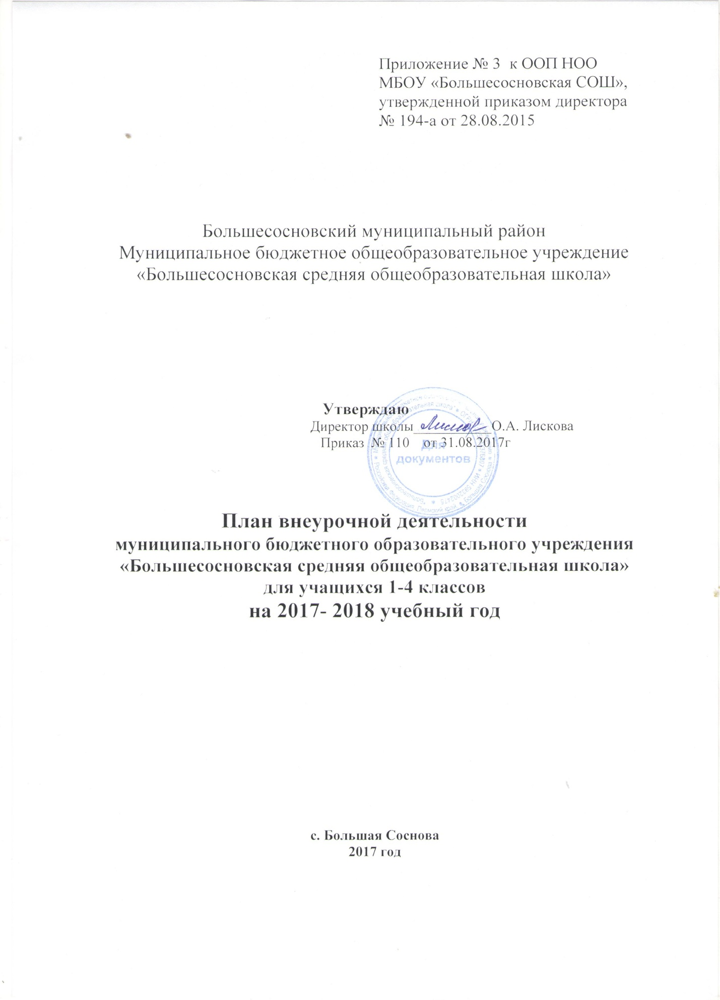 Приложение № 3 к ООП НОО
МБОУ «Большесосновская СОШ»,
утвержденной приказом директора
№ 194-а от 28.08.2015
Большесосновский муниципальный район
Муниципальное бюджетное общеобразовательное учреждение
«Большесосновская средняя общеобразовательная школа»
Утверждаю
Директор школы О.А. Лискова
Приказ № 110 от 31.08.2017г
Для
документов
План внеурочной деятельности
муниципального бюджетного образовательного учреждения
«Большесосновская средняя общеобразовательная школа»
для учащихся 1-4 классов
на 2017- 2018 учебный год
с. Большая Соснова
2017 год